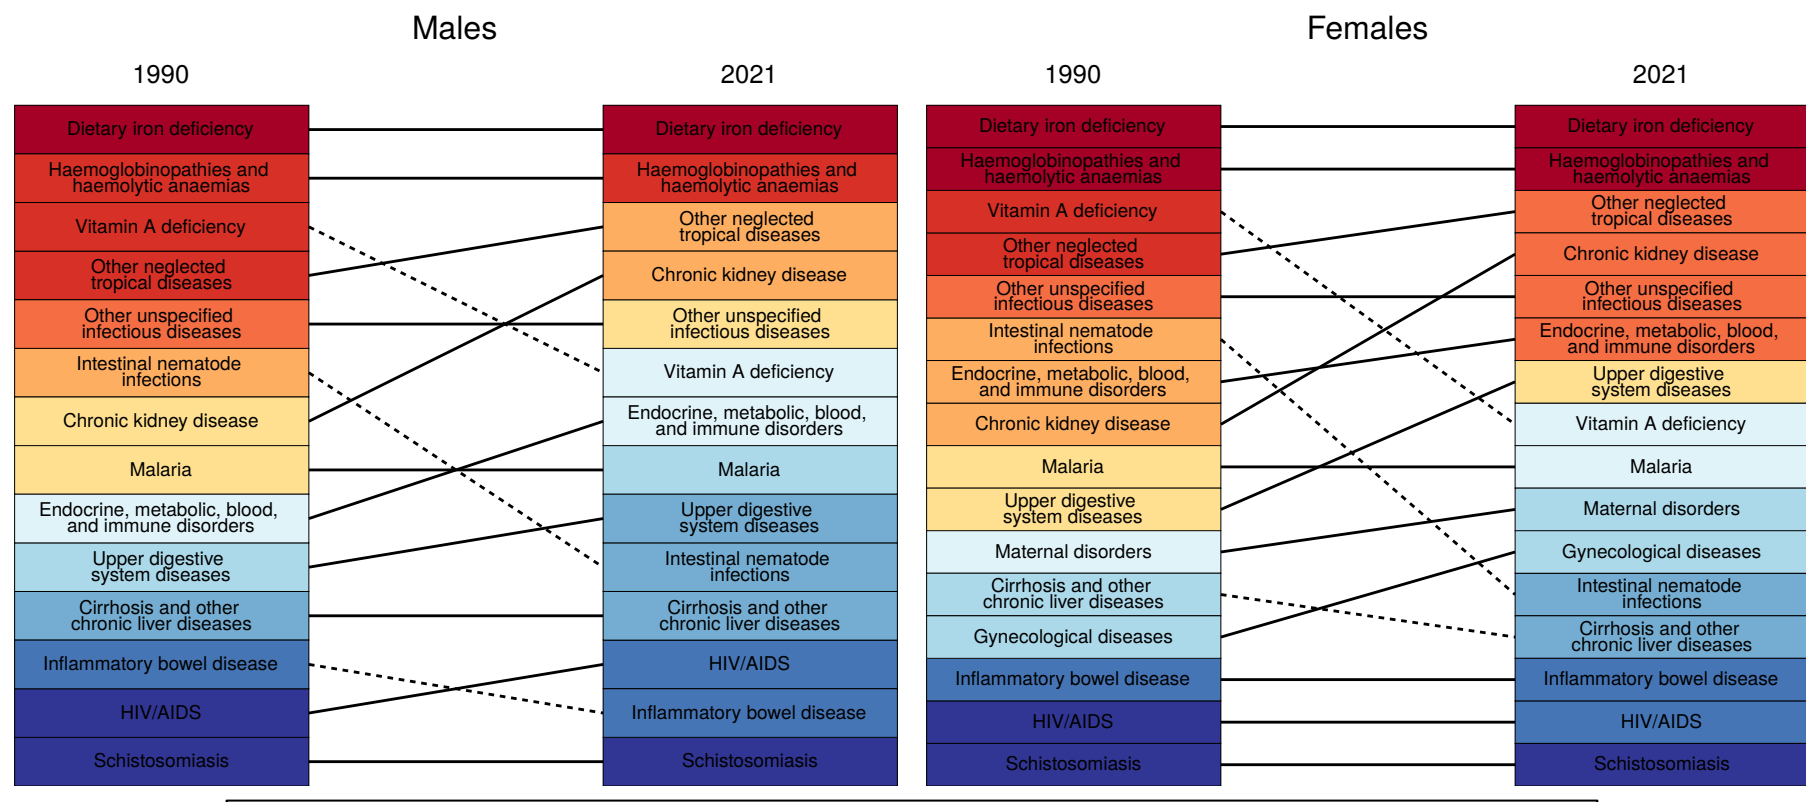 Males
1990
2021
Dietary iron deficiency
Haemoglobinopathies and
haemolytic anaemias
Vitamin A deficiency
Other neglected
tropical diseases
Other unspecified
infectious diseases
Intestinal nematode
infections
Chronic kidney disease
Malaria
Endocrine, metabolic, blood,
and immune disorders
Upper digestive
system diseases
Cirrhosis and other
chronic liver diseases
Inflammatory bowel disease
HIV/AIDS
Schistosomiasis
Dietary iron deficiency
Haemoglobinopathies and
haemolytic anaemias
Other neglected
tropical diseases
Chronic kidney disease
Other unspecified
infectious diseases
Vitamin A deficiency
Endocrine, metabolic, blood,
and immune disorders
Malaria
Upper digestive
system diseases
Intestinal nematode
infections
Cirrhosis and other
chronic liver diseases
HIV/AIDS
Inflammatory bowel disease
Schistosomiasis
Females
1990
2021
Dietary iron deficiency
Haemoglobinopathies and
haemolytic anaemias
Vitamin A deficiency
Other neglected
tropical diseases
Other unspecified
infectious diseases
Intestinal nematode
infections
Endocrine, metabolic, blood,
and immune disorders
Chronic kidney disease
Malaria
Upper digestive
system diseases
Maternal disorders
Cirrhosis and other
chronic liver diseases
Gynecological diseases
Inflammatory bowel disease
HIV/AIDS
Schistosomiasis
Dietary iron deficiency
Haemoglobinopathies and
haemolytic anaemias
Other neglected
tropical diseases
Chronic kidney disease
Other unspecified
infectious diseases
Endocrine, metabolic, blood,
and immune disorders
Upper digestive
system diseases
Vitamin A deficiency
Malaria
Maternal disorders
Gynecological diseases
Intestinal nematode
infections
Cirrhosis and other
chronic liver diseases
Inflammatory bowel disease
HIV/AIDS
Schistosomiasis